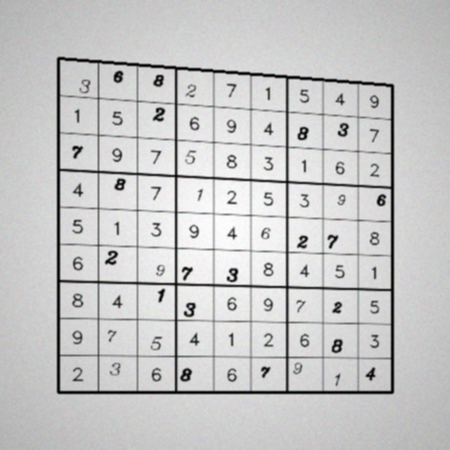 3 6 8 2 7 1 5 4 9
1 5 2 6 9 4 8 3 7
7 9 7 5 8 3 1 6 2
4 8 7 1 2 5 3 9 6
5 1 3 9 4 6 2 7 8
6 2 9 7 3 8 4 5 1
8 4 1 3 6 9 7 2 5
9 7 5 4 1 2 6 8 3
2 3 6 8 6 7 9 1 4